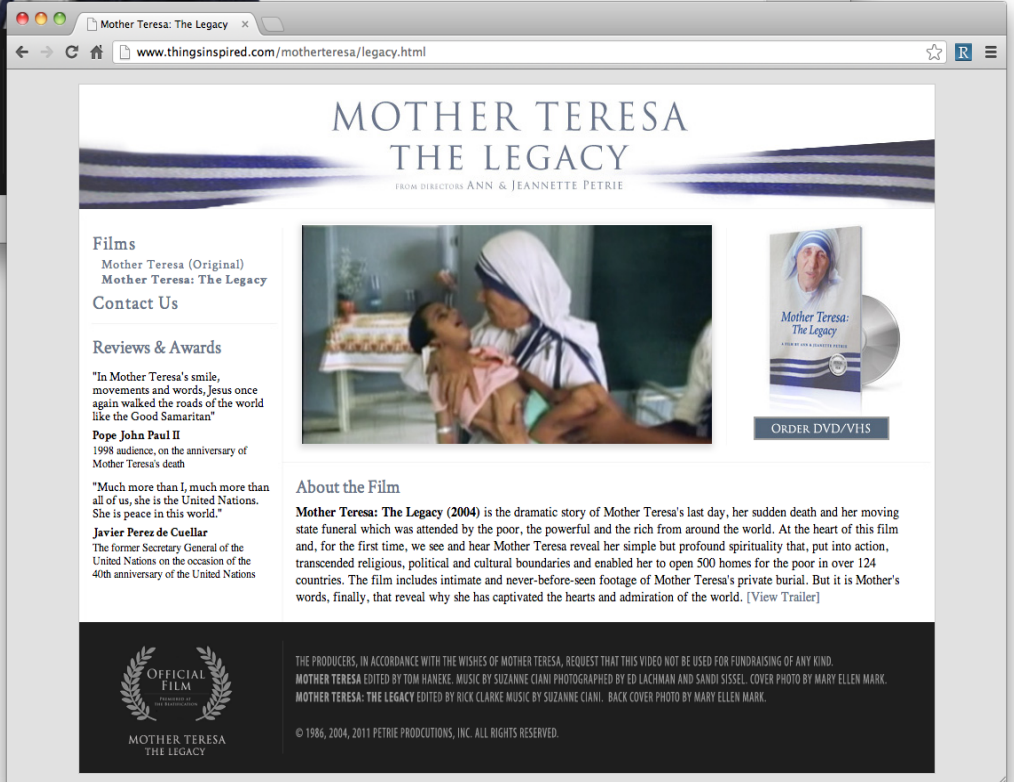 Mother Teresa: The Legacy
www.thingsinspired.com/motherteresa/legacy.html
R
MOTHER TERESA
THE LEGACY
FROM DIRECTORS ANN & JEANNETTE PETRIE
Films
Mother Teresa (Original)
Mother Teresa: The Legacy
Contact Us
Reviews & Awards
"In Mother Teresa's smile,
movements and words, Jesus once
again walked the roads of the world
like the Good Samaritan"
Pope John Paul II
1998 audience, on the anniversary of
Mother Teresa's death
"Much more than I, much more than
all of us, she is the United Nations.
She is peace in this world."
Javier Perez de Cuellar
The former Secretary General of the
United Nations on the occasion of the
40th anniversary of the United Nations
Mother Teresa:
The Legacy
A FILM BY ANN & JEANETTE PETRIE
ORDER DVD/VHS
About the Film
Mother Teresa: The Legacy (2004) is the dramatic story of Mother Teresa's last day, her sudden death and her moving
state funeral which was attended by the poor, the powerful and the rich from around the world. At the heart of this film
and, for the first time, we see and hear Mother Teresa reveal her simple but profound spirituality that, put into action,
transcended religious, political and cultural boundaries and enabled her to open 500 homes for the poor in over 124
countries. The film includes intimate and never-before-seen footage of Mother Teresa's private burial. But it is Mother's
words, finally, that reveal why she has captivated the hearts and admiration of the world. [View Trailer]
OFFICIAL
FILM
PREMIERED AT
THE BEATIFICATION
MOTHER TERESA
THE LEGACY
THE PRODUCERS, IN ACCORDANCE WITH THE WISHES OF MOTHER TERESA, REQUEST THAT THIS VIDEO NOT BE USED FOR FUNDRAISING OF ANY KIND.
MOTHER TERESA EDITED BY TOM HANEKE. MUSIC BY SUZANNE CIANI PHOTOGRAPHED BY ED LACHMAN AND SANDI SISSEL. COVER PHOTO BY MARY ELLEN MARK.
MOTHER TERESA: THE LEGACY EDITED BY RICK CLARKE MUSIC BY SUZANNE CIANI. BACK COVER PHOTO BY MARY ELLEN MARK.
© 1986, 2004, 2011 PETRIE PRODCUTIONS, INC. ALL RIGHTS RESERVED.